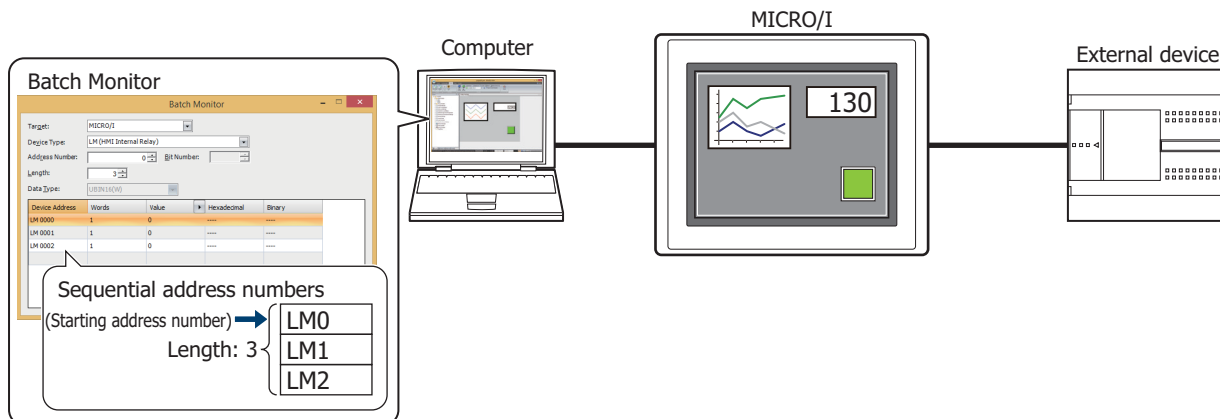 MICRO/I
Computer
External device
Batch Monitor
Batch Monitor
Target: MICRO/I
Device Type: LM (HMI Internal Relay)
Address Number: 0 Bit Number:
Length: 3
Data Type: UBIN16(W)
Device Address Words Value Hexadecimal Binary
LM 0000 1 0 ---- ----
LM 0001 1 0 ---- ----
LM 0002 1 0 ---- ----
130
Sequential address numbers
(Starting address number) LM0
Length: 3 LM1
LM2